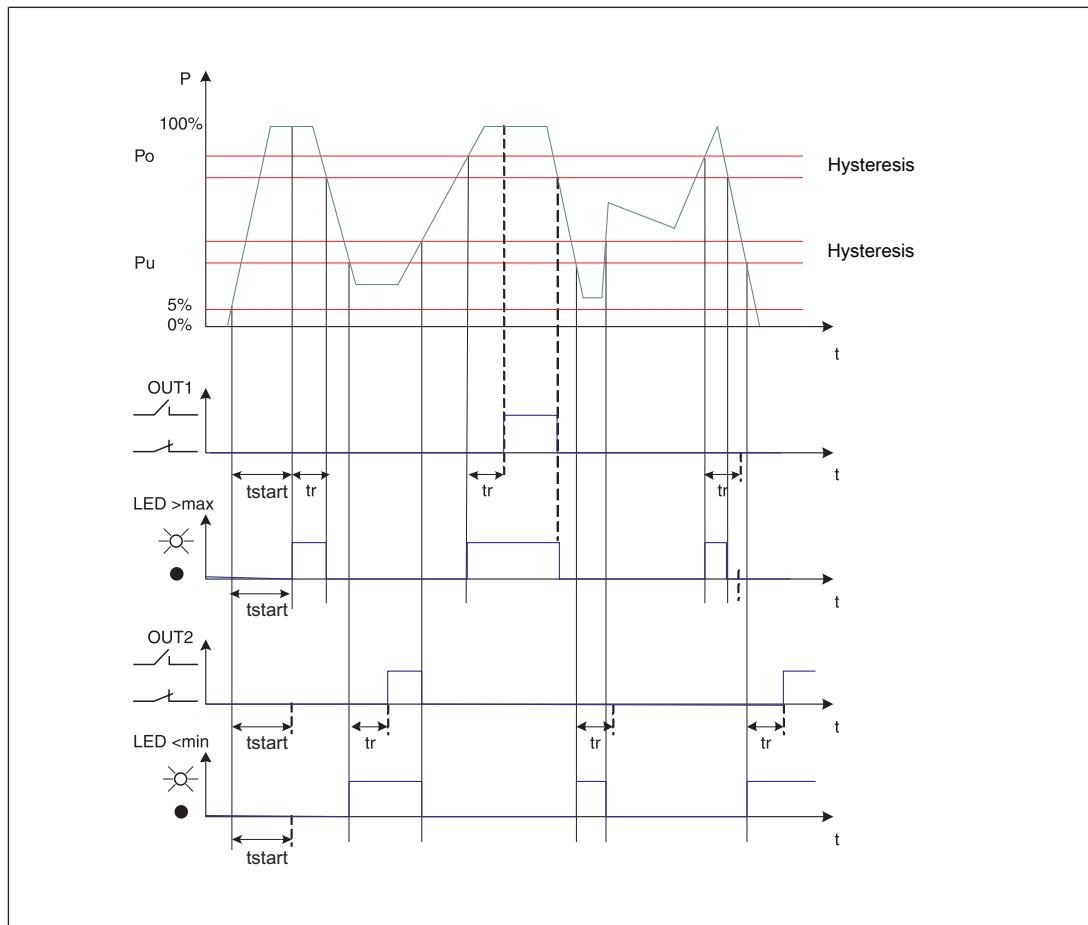 P
100%
Po
Hysteresis
Hysteresis
Pu
5%
0%
t
OUT1
t
tstart
tr
tr
tr
LED >max
t
tstart
OUT2
t
tstart
tr
tr
tr
LED <min
t
tstart